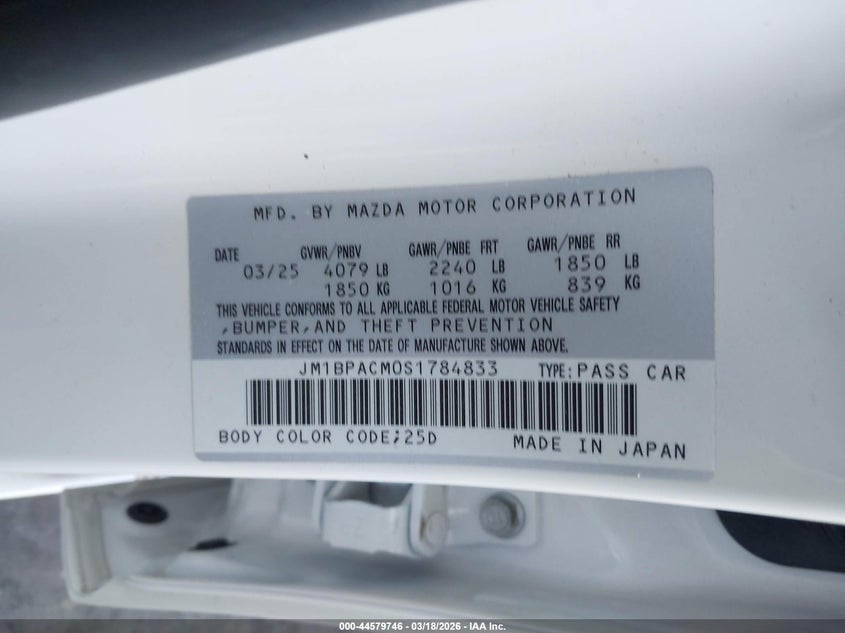 MFD. BY MAZDA MOTOR CORPORATION
DATE GVWR/PNBV GAWR/PNBE FRT GAWR/PNBE RR
03/25 4079 LB 2240 LB 1850 LB
1850 KG 1016 KG 839 KG
THIS VEHICLE CONFORMS TO ALL APPLICABLE FEDERAL MOTOR VEHICLE SAFETY
,BUMPER,AND THEFT PREVENTION
STANDARDS IN EFFECT ON THE DATE OF MANUFACTURE SHOWN ABOVE.
JM1BPACM0S1784833 TYPE:PASS CAR
BODY COLOR CODE;25D MADE IN JAPAN
000-44579746 - 03/18/2026 - IAA Inc.